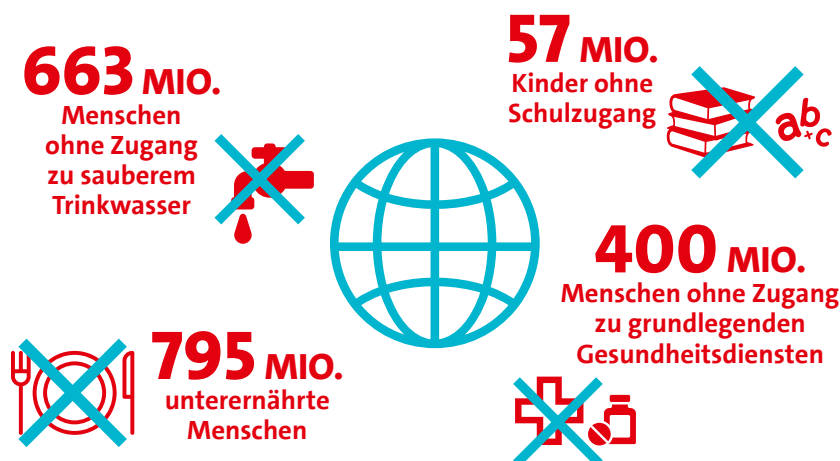 663 MIO.
Menschen
ohne Zugang
zu sauberem
Trinkwasser
57 MIO.
Kinder ohne
Schulzugang
ab+c
400 MIO.
Menschen ohne Zugang
zu grundlegenden
Gesundheitsdiensten
795 MIO.
unterernährte
Menschen